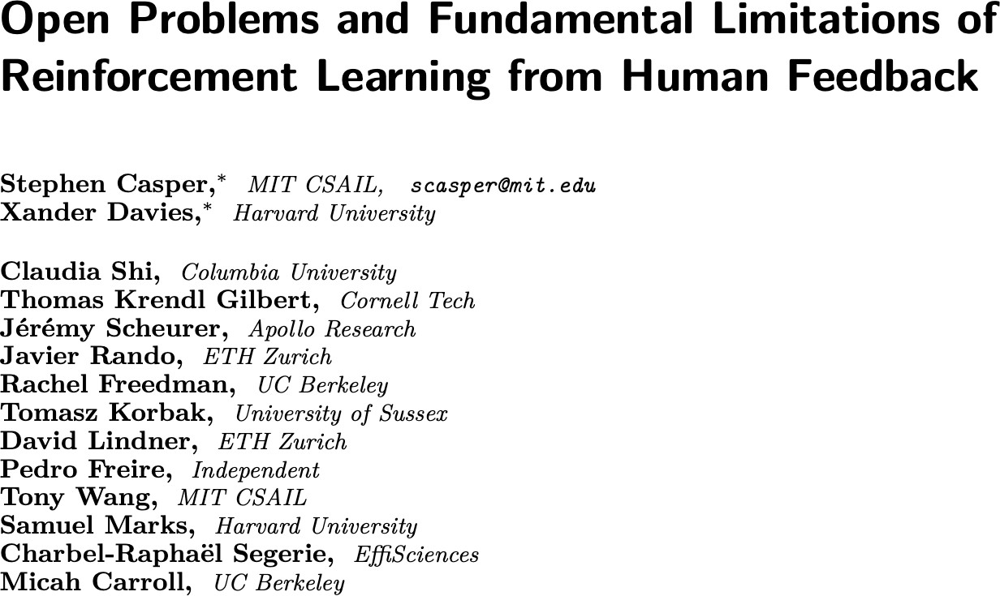 Open Problems and Fundamental Limitations of
Reinforcement Learning from Human Feedback
Stephen Casper,* MIT CSAIL, scasper@mit.edu
Xander Davies,* Harvard University
Claudia Shi, Columbia University
Thomas Krendl Gilbert, Cornell Tech
Jérémy Scheurer, Apollo Research
Javier Rando, ETH Zurich
Rachel Freedman, UC Berkeley
Tomasz Korbak, University of Sussex
David Lindner, ETH Zurich
Pedro Freire, Independent
Tony Wang, MIT CSAIL
Samuel Marks, Harvard University
Charbel-Raphaël Segerie, EffiSciences
Micah Carroll, UC Berkeley